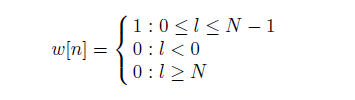 1 : 0 ≤ l ≤ N − 1
w[n] = { 0 : l < 0
0 : l ≥ N